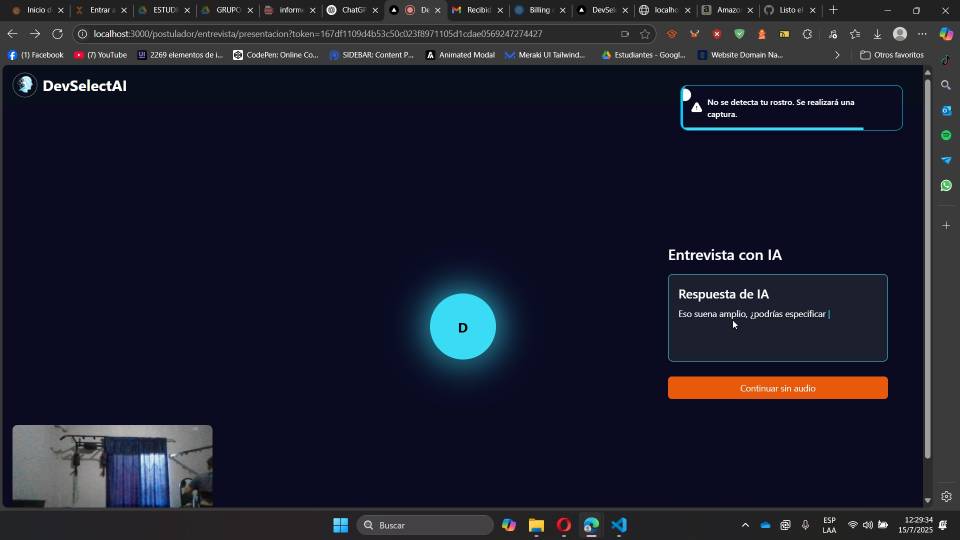 Inicio d
Entrar a
ESTUDI
GRUPO
inform
ChatGP
De
Recibid
Billing
DevSel
localho
Amazo
Listo el
localhost:3000/postulador/entrevista/presentacion?token=167df1109d4b53c50c023f8971105d1cdae0569247274427
(1) Facebook
(7) YouTube
2269 elementos de i...
CodePen: Online Co...
SIDEBAR: Content P...
Animated Modal
Meraki UI Tailwind...
Estudiantes - Googl...
Website Domain Na...
Otros favoritos
DevSelectAI
No se detecta tu rostro. Se realizará una
captura.
Entrevista con IA
Respuesta de IA
Eso suena amplio, ¿podrías especificar
D
Continuar sin audio
Buscar
ESP
LAA
12:29:34
15/7/2025